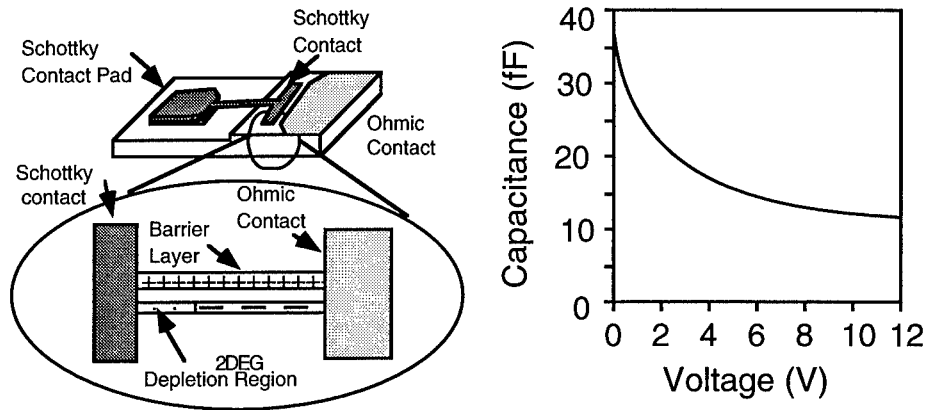 Schottky
Contact
Schottky
Contact Pad
Ohmic
Contact
Schottky
contact
Ohmic
Contact
Barrier
Layer
2DEG
Depletion Region
Capacitance (fF)
40
30
20
10
0
0 2 4 6 8 10 12
Voltage (V)